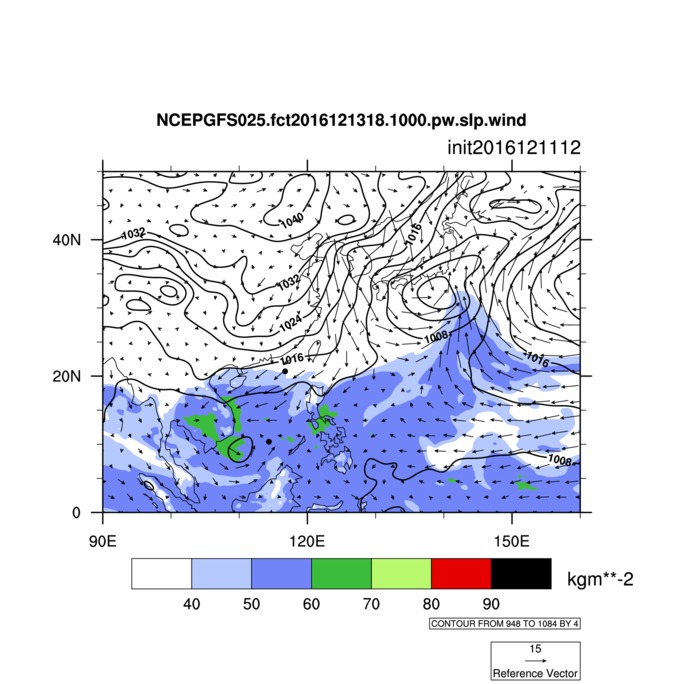 NCEPGFS025.fct2016121318.1000.pw.slp.wind
init2016121112
1040
1032
1016
40N
1032
1024
1008
1016
1016
20N
1008
0
90E 120E 150E
kgm**-2
40 50 60 70 80 90
CONTOUR FROM 948 TO 1084 BY 4
15
Reference Vector